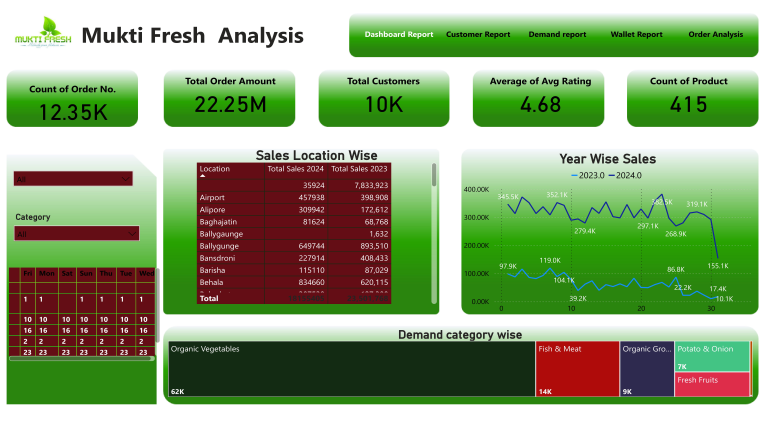 MUKTI FRESH
Mukti Fresh Analysis
Dashboard Report Customer Report Demand report Wallet Report Order Analysis
Count of Order No.
12.35K
Total Order Amount
22.25M
Total Customers
10K
Average of Avg Rating
4.68
Count of Product
415
All
Category
All
Fri Mon Sat Sun Thu Tue Wed
1 1 1 1 1 1
10 10 10 10 10 10 10
16 16 16 16 16 16 16
2 2 2 2 2 2 2
23 23 23 23 23 23 23
Sales Location Wise
Location Total Sales 2024 Total Sales 2023
35924 7,833,923
Airport 457938 398,908
Alipore 309942 172,612
Baghajatin 81624 68,768
Ballygaunge 1,632
Ballygunge 649744 893,510
Bansdroni 227914 408,433
Barisha 115110 87,029
Behala 834660 620,115
Total
Year Wise Sales
2023.0 2024.0
400.00K
300.00K
200.00K
100.00K
0.00K
0 10 20 30
345.5K
352.1K
279.4K
297.1K
268.9K
319.1K
155.1K
97.9K
119.0K
104.1K
39.2K
86.8K
22.2K
17.4K
10.1K
Demand category wise
Organic Vegetables
62K
Fish & Meat
14K
Organic Gro...
9K
Potato & Onion
7K
Fresh Fruits